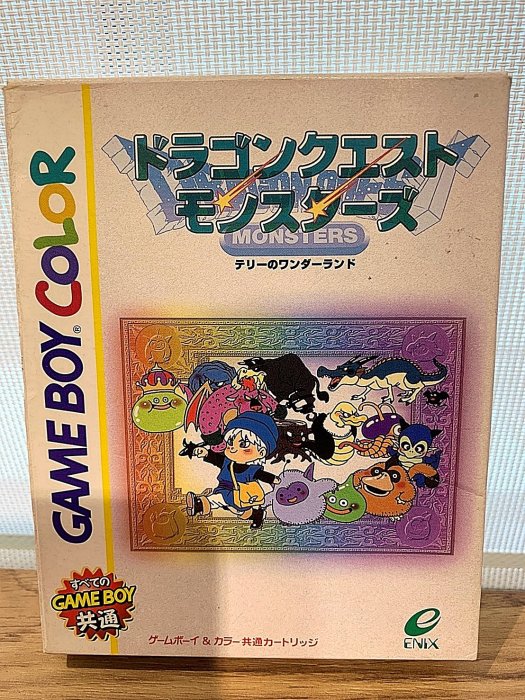 GAME BOY® COLOR
ドラゴンクエスト
モンスターズ
MONSTERS
テリーのワンダーランド
すべての
GAME BOY
共通
ゲームボーイ & カラー共通カートリッジ
ENIX